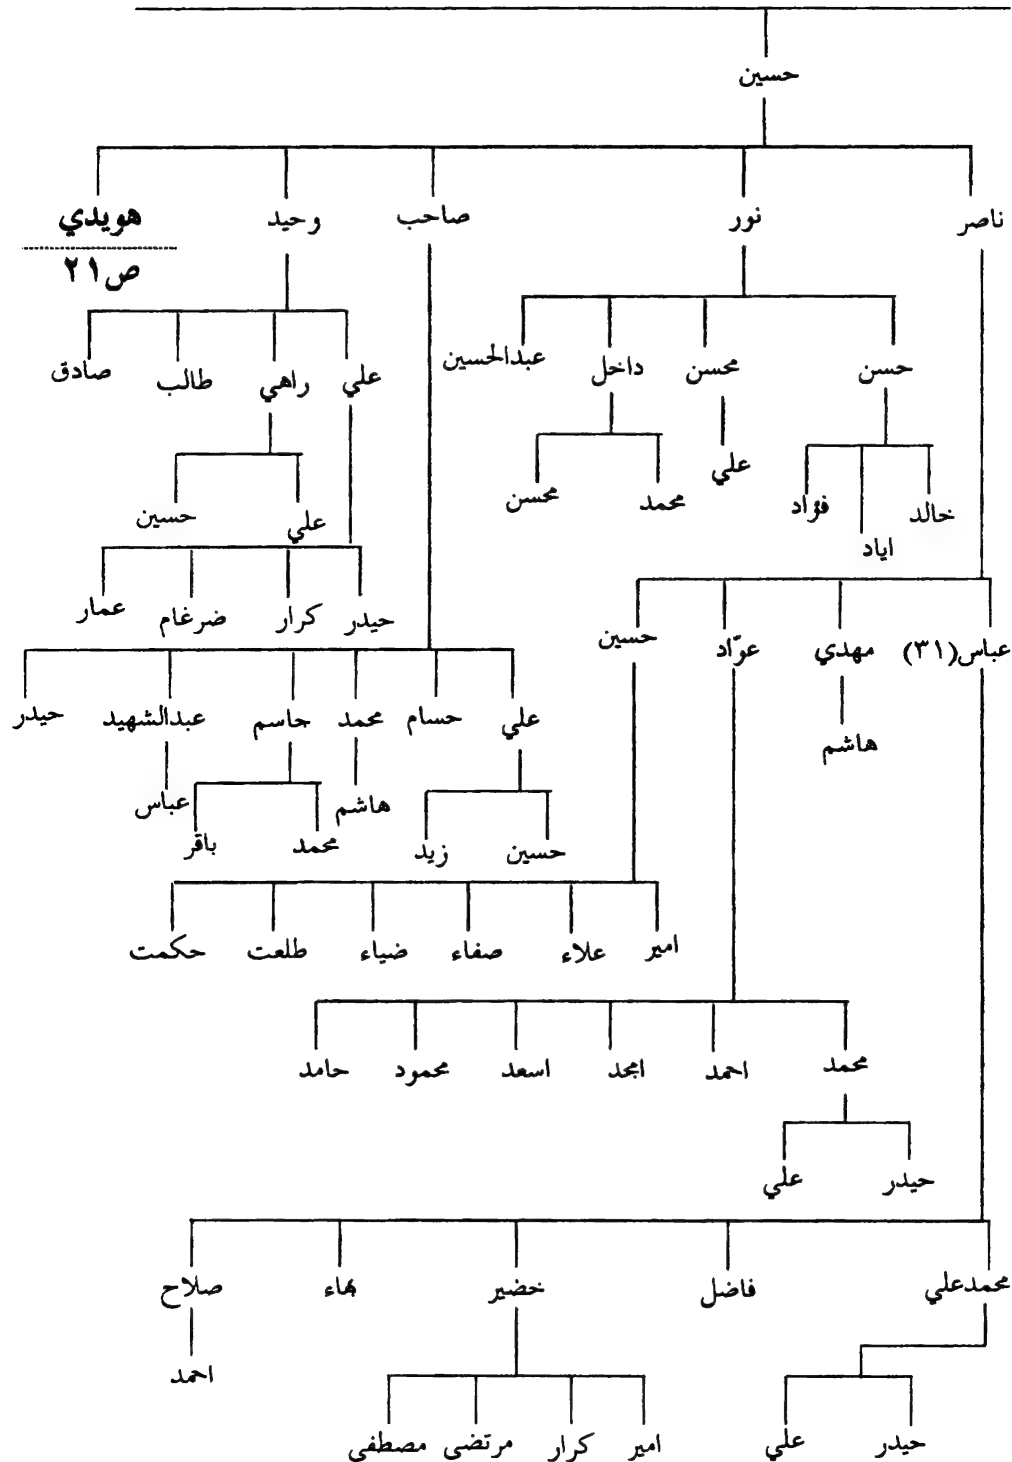 حسين
ناصر نور صاحب وحيد هويدي
ص٢١
حسن محسن داخل عبدالحسين علي راهي طالب صادق
خالد اياد فؤاد علي محمد محسن علي حسين
حيدر كرار ضرغام عمار
عباس(٣١) مهدي عوّاد حسين
هاشم
علي حسام محمد جاسم عبدالشهيد حيدر
حسين زيد هاشم محمد باقر عباس
امير علاء صفاء ضياء طلعت حكمت
محمد احمد امجد اسعد محمود حامد
حيدر علي
محمدعلي فاضل خضير بهاء صلاح
احمد
حيدر علي امير كرار مرتضى مصطفى